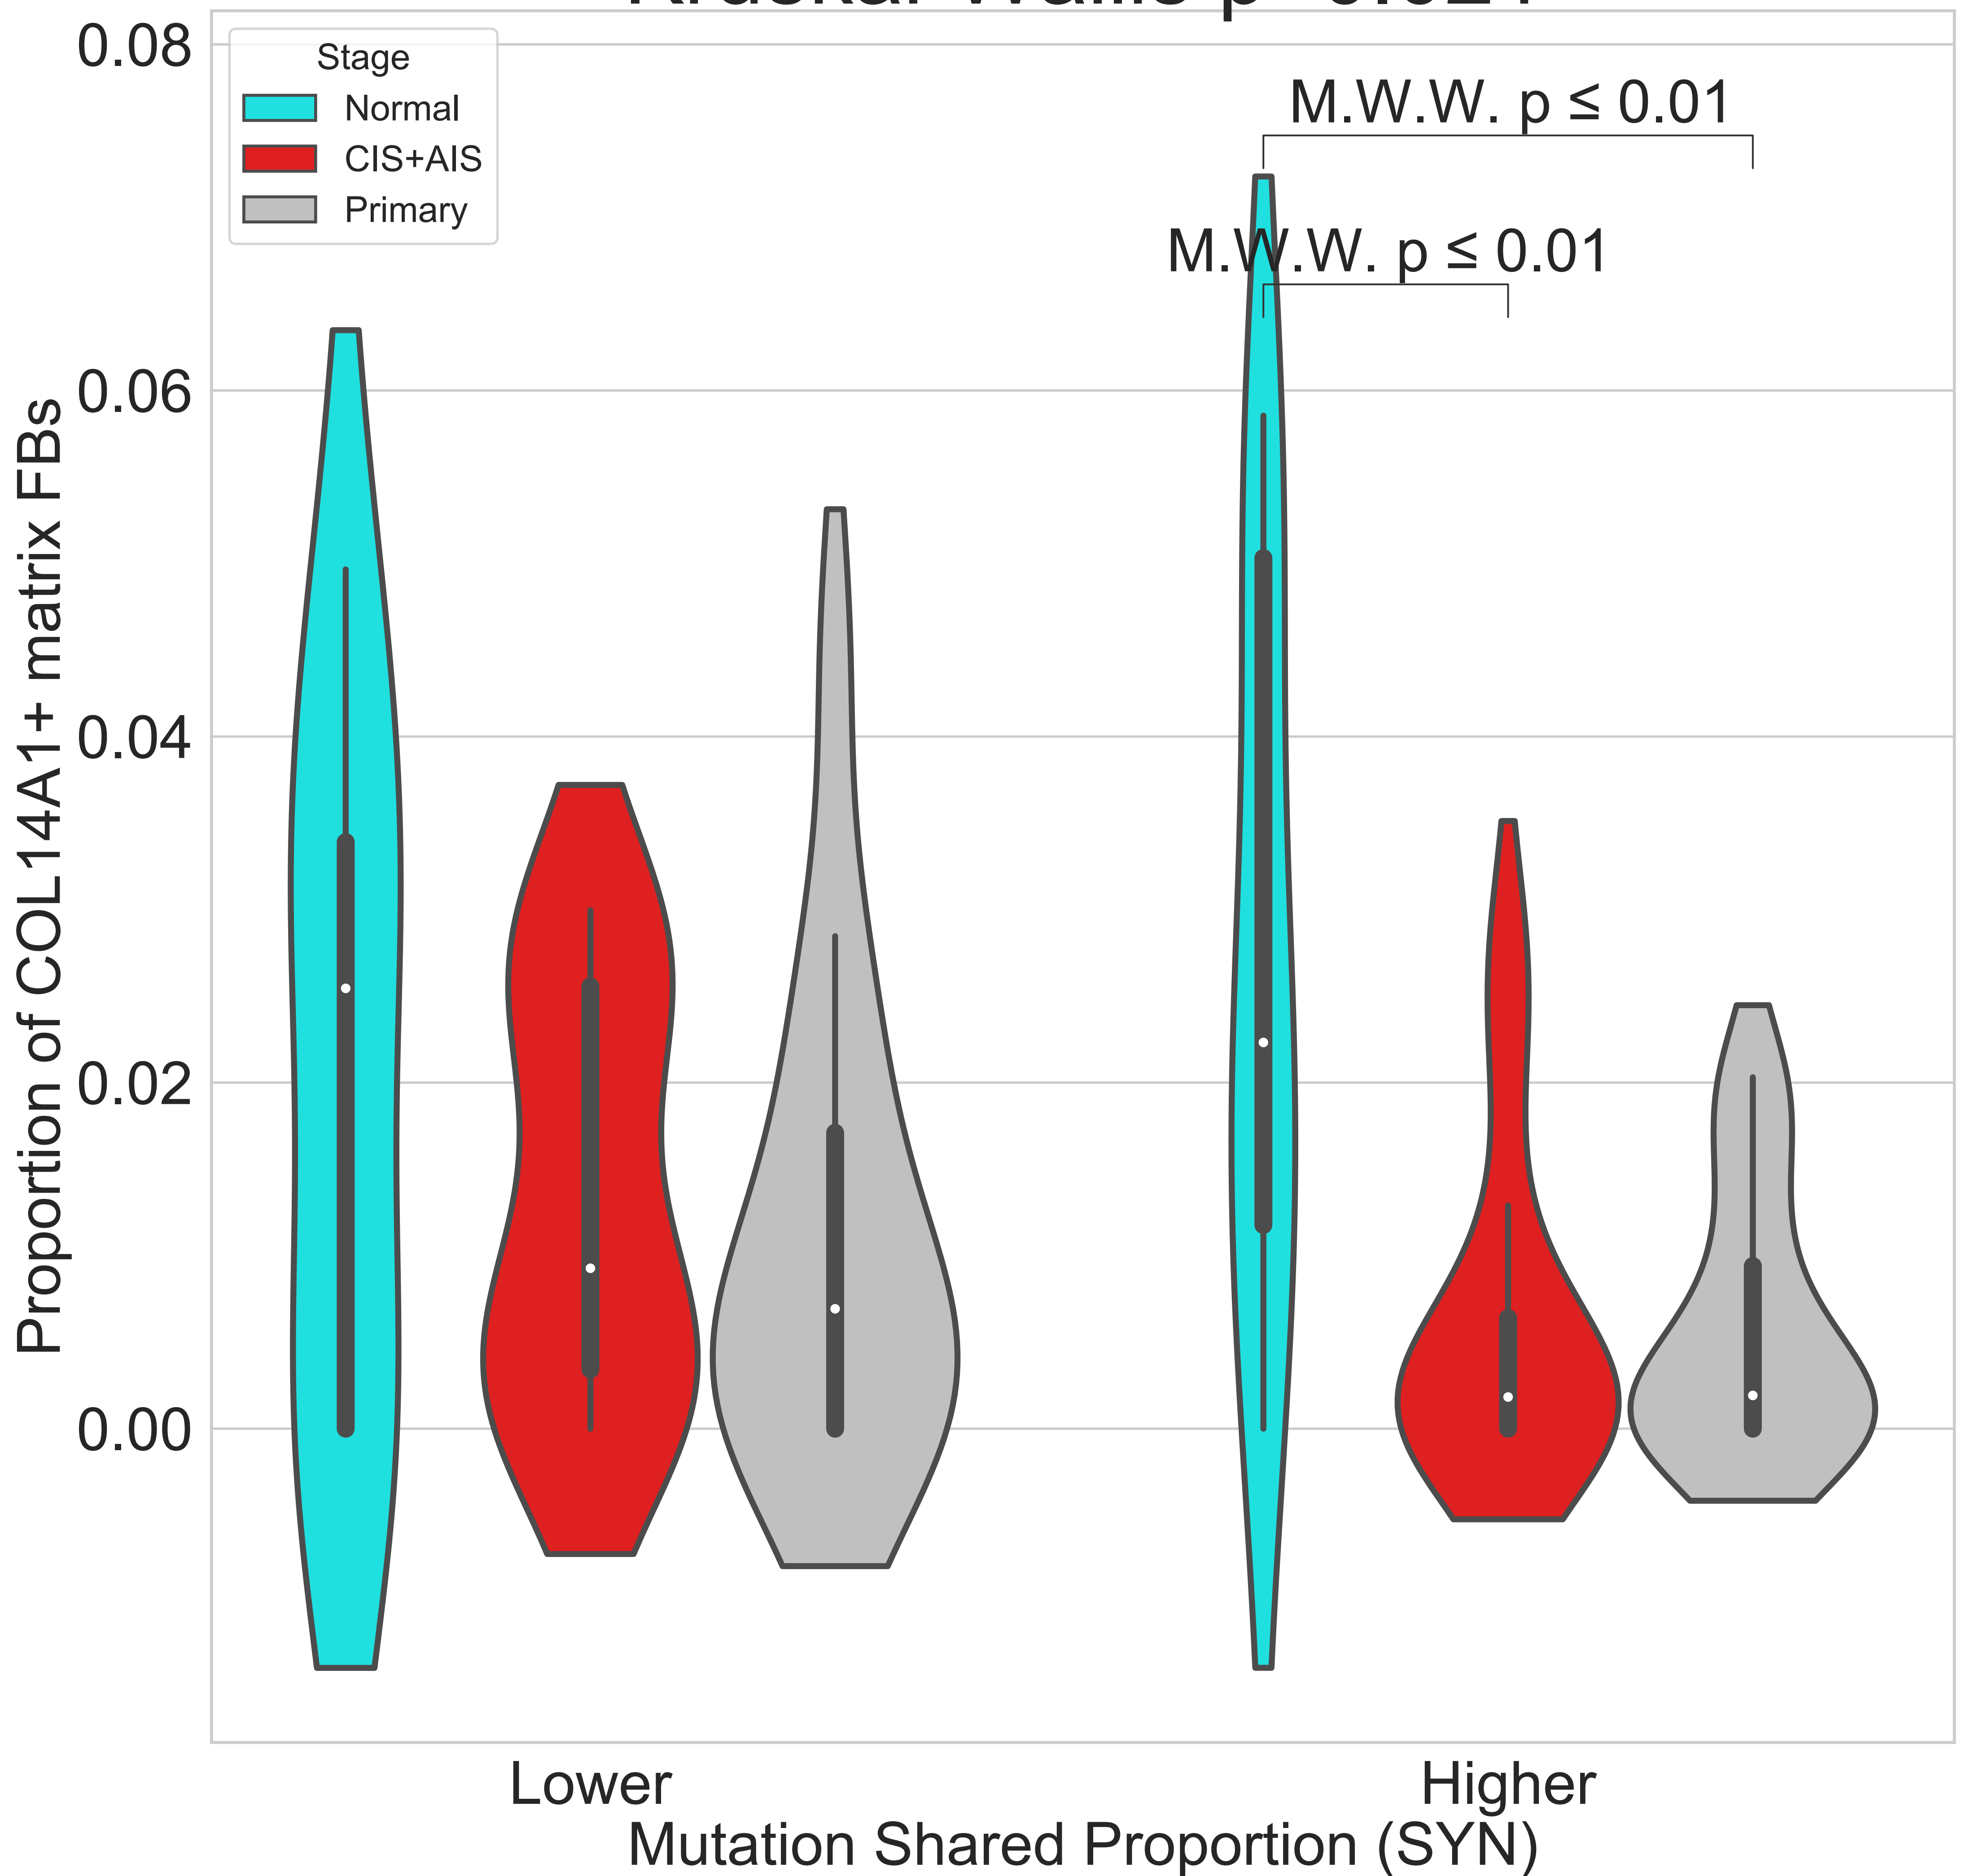 0.08
0.06
0.04
0.02
0.00
Proportion of COL14A1+ matrix FBs
Stage
Normal
CIS+AIS
Primary
M.W.W. p ≤ 0.01
M.W.W. p ≤ 0.01
Lower
Higher
Mutation Shared Proportion (SYN)